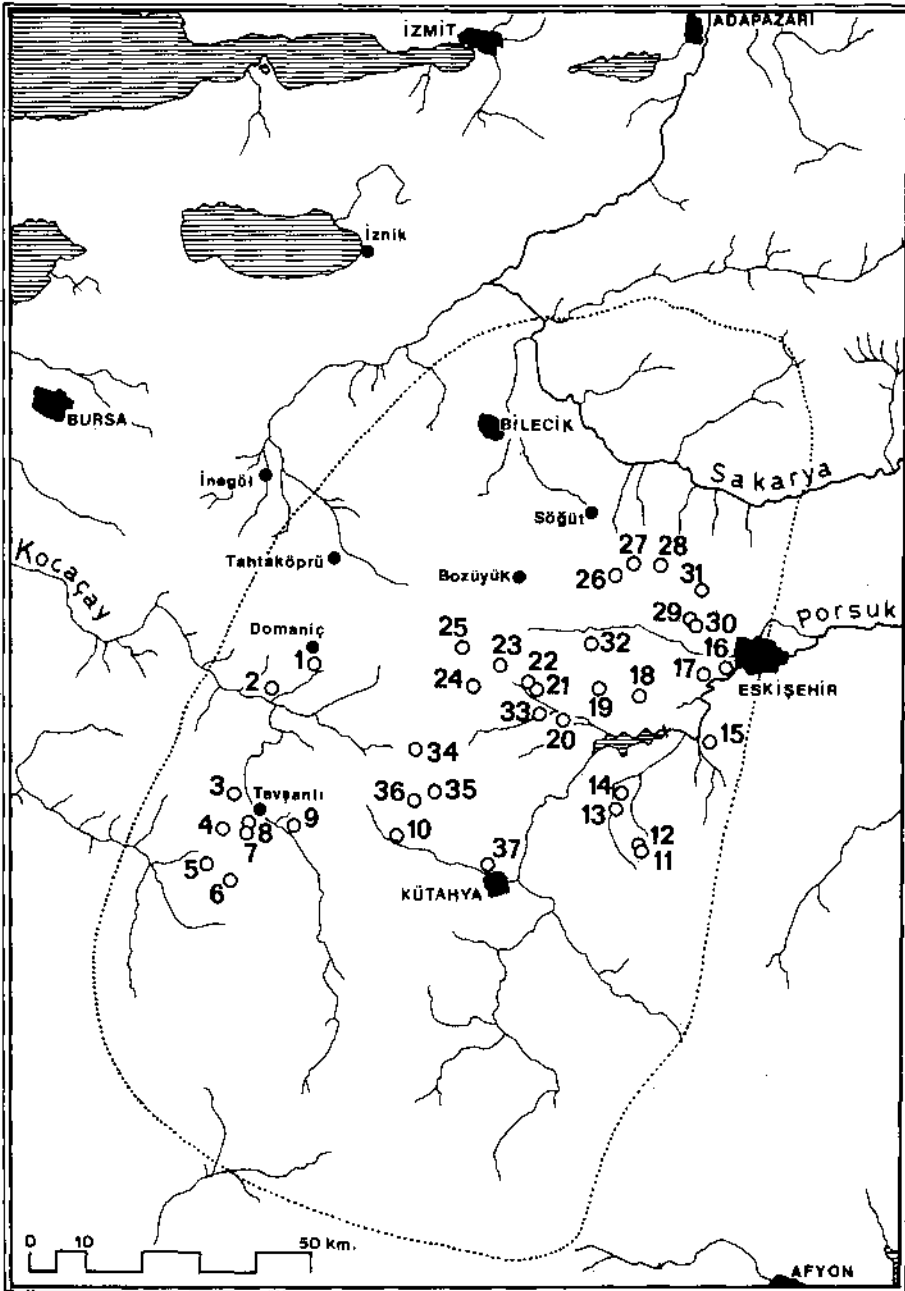 İZMİT
ADAPAZARI
İznik
BURSA
BİLECİK
İnegöl
Sakarya
Söğüt
Kocaçay
Tahtaköprü
Bozüyük
27
28
26
31
Domaniç
29
30
Porsuk
25
32
16
1
23
17
ESKİŞEHİR
2
24
22
21
19
18
33
20
15
34
3
Tavşanlı
36
35
14
13
4
8
9
7
10
12
11
5
37
6
KÜTAHYA
0 10 50 km.
AFYON